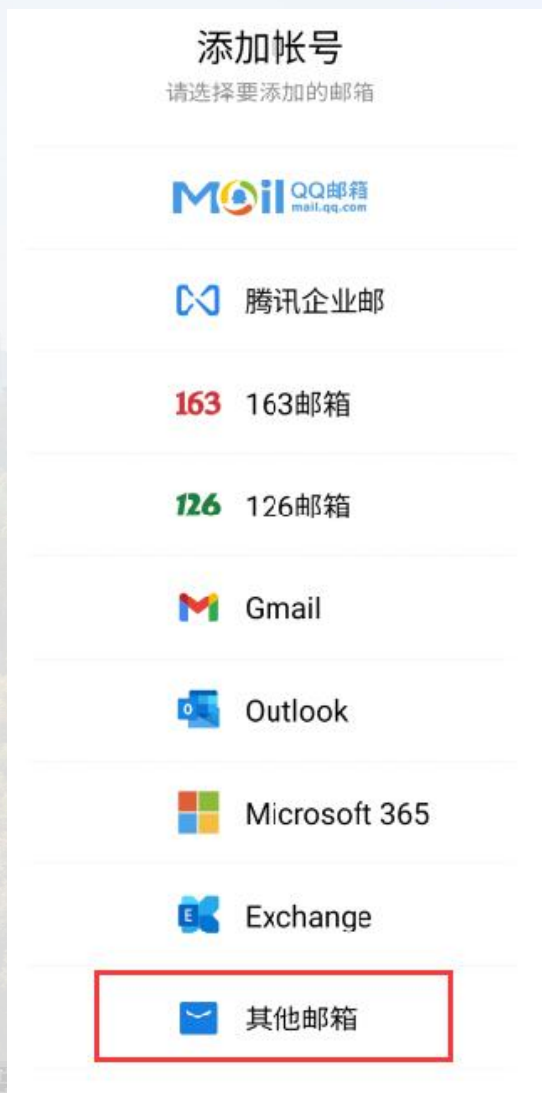 添加帐号
请选择要添加的邮箱
Mail QQ邮箱
mail.qq.com
腾讯企业邮
163 163邮箱
126 126邮箱
Gmail
Outlook
Microsoft 365
Exchange
其他邮箱